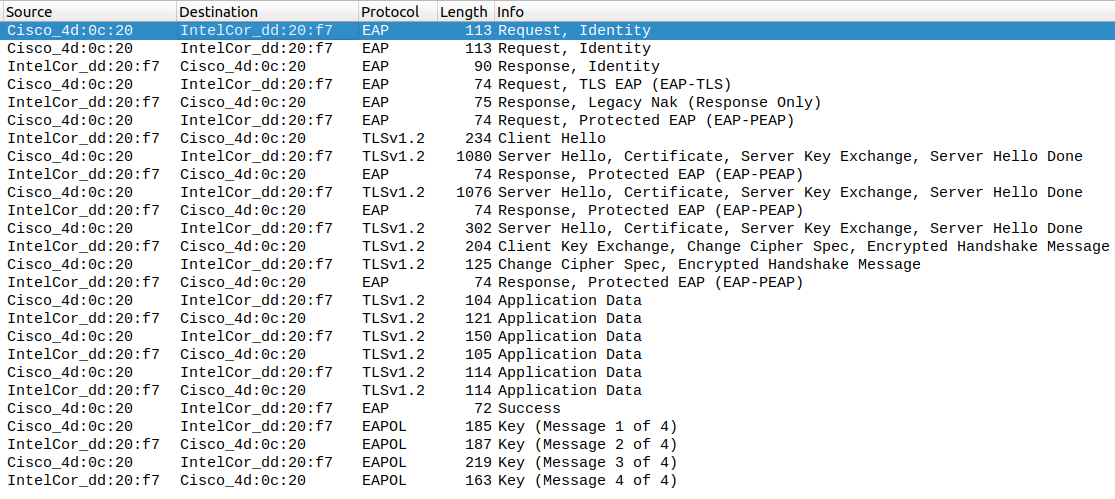 Source Destination Protocol Length Info
Cisco_4d:0c:20 IntelCor_dd:20:f7 EAP 113 Request, Identity
Cisco_4d:0c:20 IntelCor_dd:20:f7 EAP 113 Request, Identity
IntelCor_dd:20:f7 Cisco_4d:0c:20 EAP 90 Response, Identity
Cisco_4d:0c:20 IntelCor_dd:20:f7 EAP 74 Request, TLS EAP (EAP-TLS)
IntelCor_dd:20:f7 Cisco_4d:0c:20 EAP 75 Response, Legacy Nak (Response Only)
Cisco_4d:0c:20 IntelCor_dd:20:f7 EAP 74 Request, Protected EAP (EAP-PEAP)
IntelCor_dd:20:f7 Cisco_4d:0c:20 TLSv1.2 234 Client Hello
Cisco_4d:0c:20 IntelCor_dd:20:f7 TLSv1.2 1080 Server Hello, Certificate, Server Key Exchange, Server Hello Done
IntelCor_dd:20:f7 Cisco_4d:0c:20 EAP 74 Response, Protected EAP (EAP-PEAP)
Cisco_4d:0c:20 IntelCor_dd:20:f7 TLSv1.2 1076 Server Hello, Certificate, Server Key Exchange, Server Hello Done
IntelCor_dd:20:f7 Cisco_4d:0c:20 EAP 74 Response, Protected EAP (EAP-PEAP)
Cisco_4d:0c:20 IntelCor_dd:20:f7 TLSv1.2 302 Server Hello, Certificate, Server Key Exchange, Server Hello Done
IntelCor_dd:20:f7 Cisco_4d:0c:20 TLSv1.2 204 Client Key Exchange, Change Cipher Spec, Encrypted Handshake Message
Cisco_4d:0c:20 IntelCor_dd:20:f7 TLSv1.2 125 Change Cipher Spec, Encrypted Handshake Message
IntelCor_dd:20:f7 Cisco_4d:0c:20 EAP 74 Response, Protected EAP (EAP-PEAP)
Cisco_4d:0c:20 IntelCor_dd:20:f7 TLSv1.2 104 Application Data
IntelCor_dd:20:f7 Cisco_4d:0c:20 TLSv1.2 121 Application Data
Cisco_4d:0c:20 IntelCor_dd:20:f7 TLSv1.2 150 Application Data
IntelCor_dd:20:f7 Cisco_4d:0c:20 TLSv1.2 105 Application Data
Cisco_4d:0c:20 IntelCor_dd:20:f7 TLSv1.2 114 Application Data
IntelCor_dd:20:f7 Cisco_4d:0c:20 TLSv1.2 114 Application Data
Cisco_4d:0c:20 IntelCor_dd:20:f7 EAP 72 Success
Cisco_4d:0c:20 IntelCor_dd:20:f7 EAPOL 185 Key (Message 1 of 4)
IntelCor_dd:20:f7 Cisco_4d:0c:20 EAPOL 187 Key (Message 2 of 4)
Cisco_4d:0c:20 IntelCor_dd:20:f7 EAPOL 219 Key (Message 3 of 4)
IntelCor_dd:20:f7 Cisco_4d:0c:20 EAPOL 163 Key (Message 4 of 4)